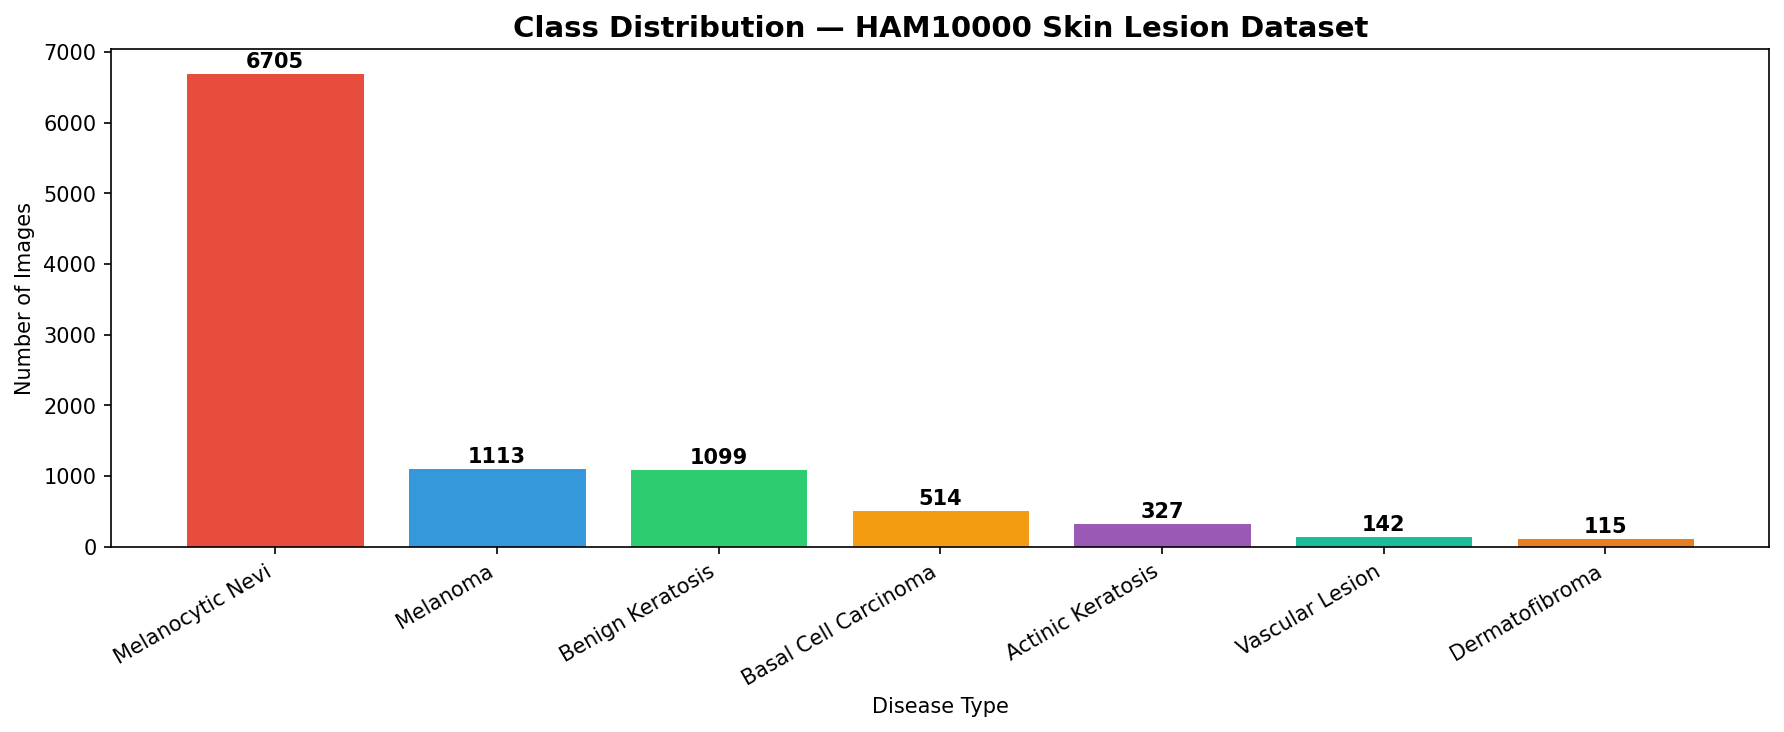 Class Distribution — HAM10000 Skin Lesion Dataset
Number of Images
7000
6000
5000
4000
3000
2000
1000
0
6705
1113
1099
514
327
142
115
Melanocytic Nevi
Melanoma
Benign Keratosis
Basal Cell Carcinoma
Actinic Keratosis
Vascular Lesion
Dermatofibroma
Disease Type